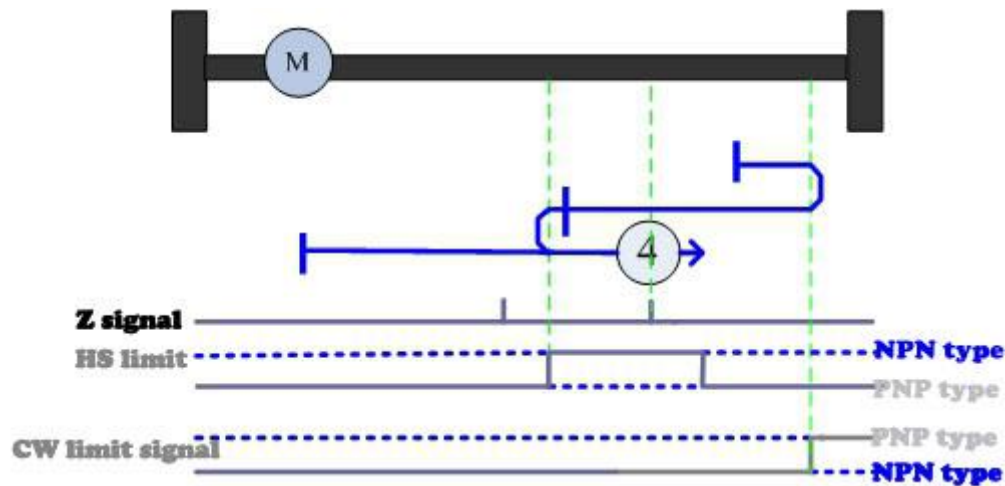 M
4
Z signal
HS limit
NPN type
PNP type
CW limit signal
PNP type
NPN type